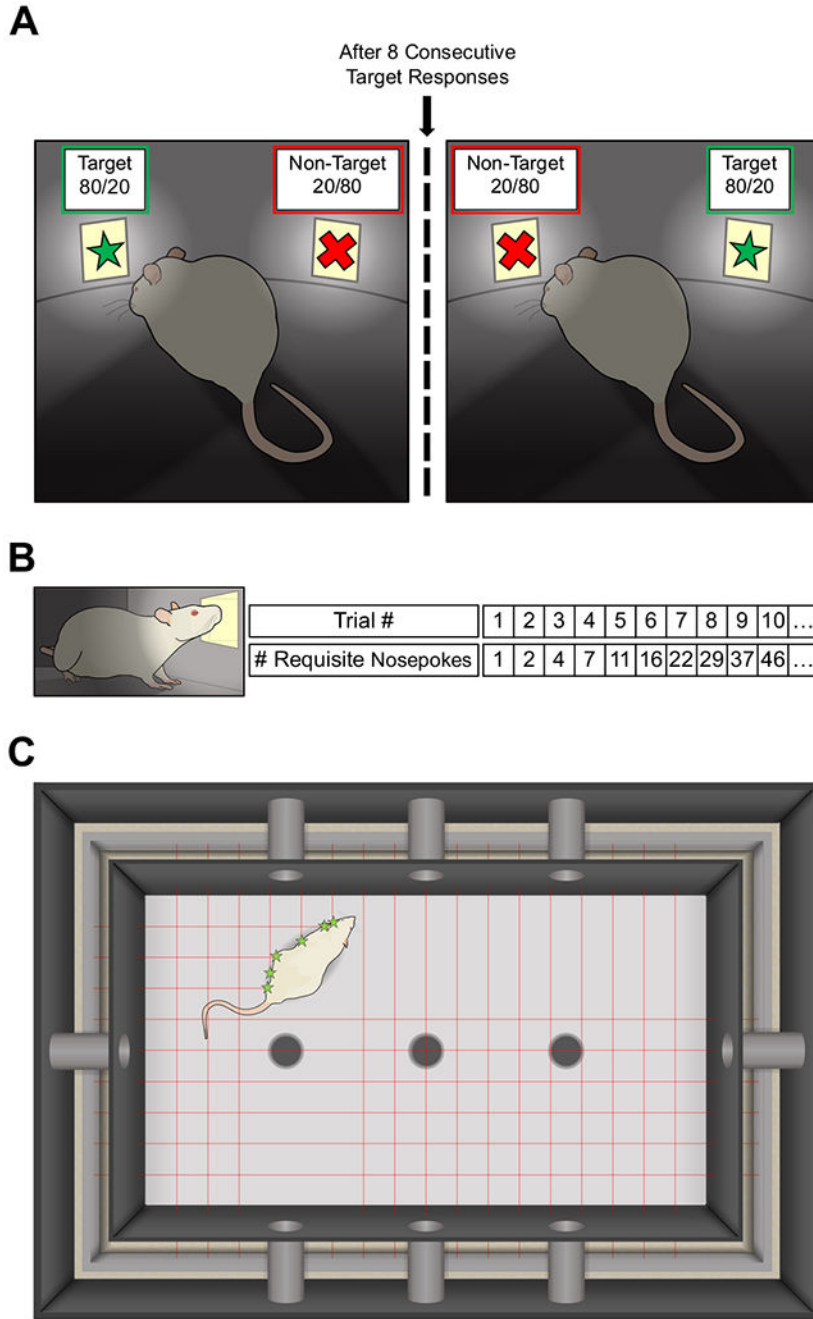 A
After 8 Consecutive
Target Responses
Target
80/20
Non-Target
20/80
Non-Target
20/80
Target
80/20
B
Trial # 1 2 3 4 5 6 7 8 9 10 ...
# Requisite Nosepokes 1 2 4 7 11 16 22 29 37 46 ...
C